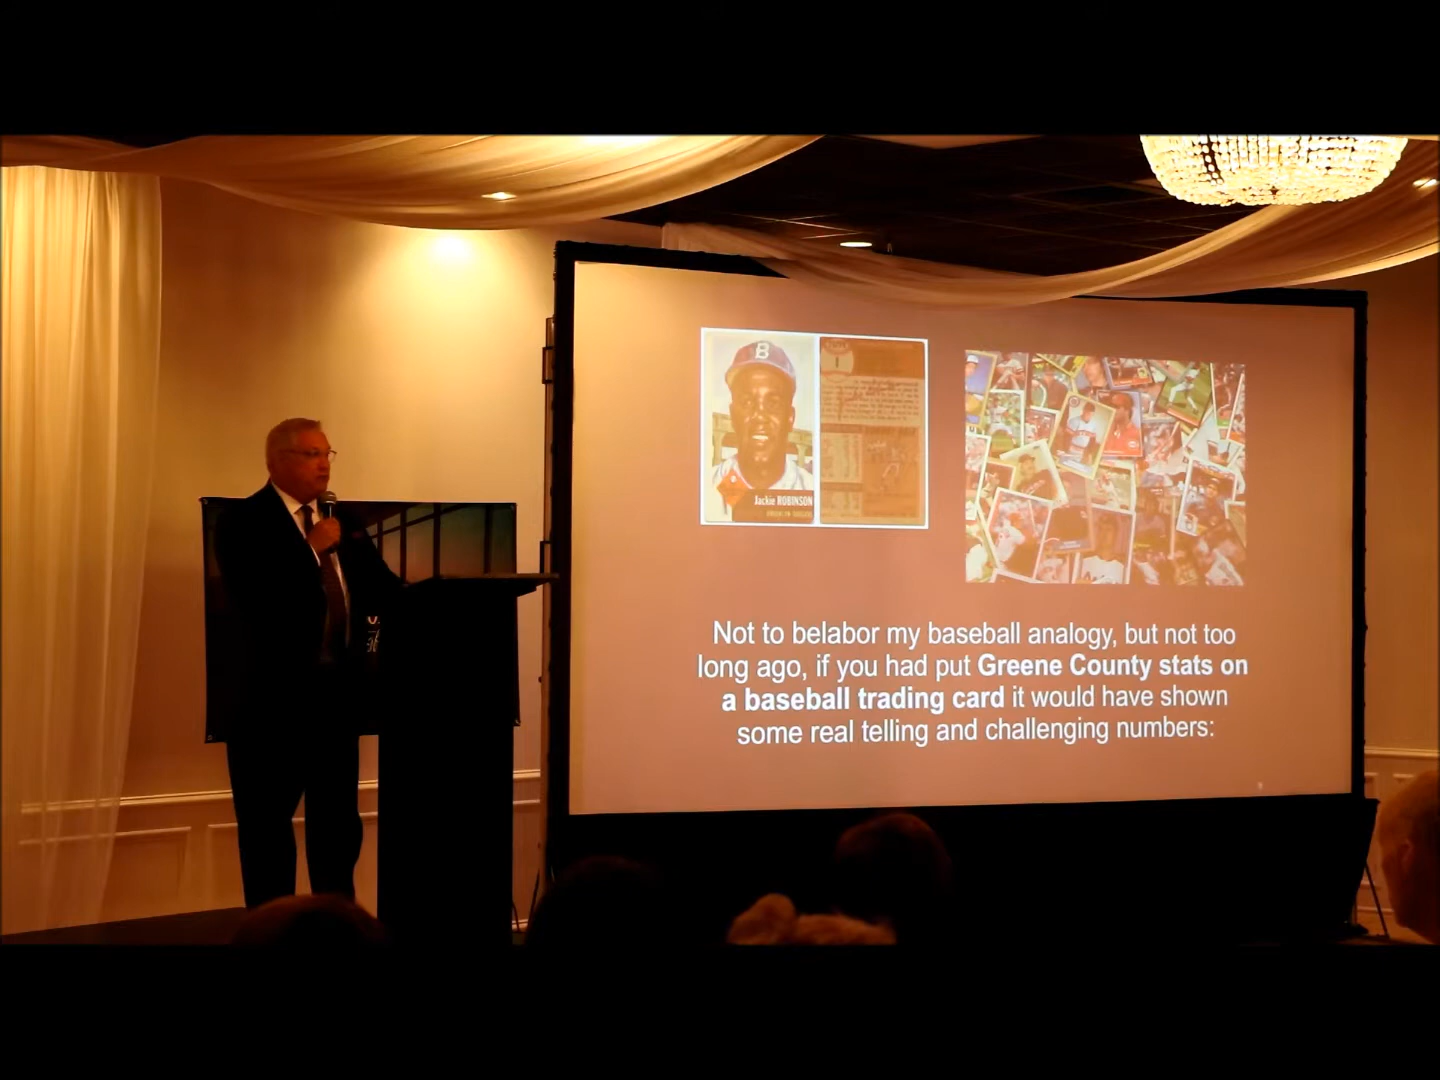 B
Jackie ROBINSON
Not to belabor my baseball analogy, but not too
long ago, if you had put Greene County stats on
a baseball trading card it would have shown
some real telling and challenging numbers: